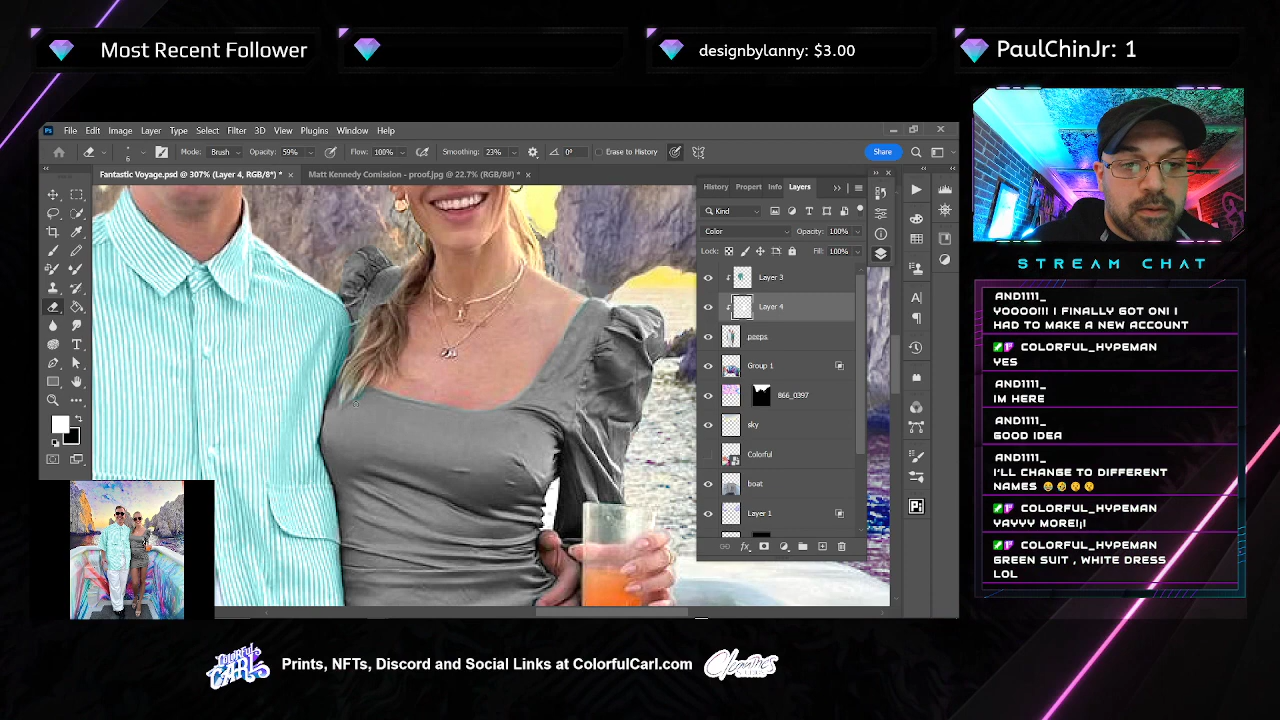 Most Recent Follower
designbylanny: $3.00
PaulChinJr: 1
Ps File Edit Image Layer Type Select Filter 3D View Plugins Window Help
6 Mode: Brush Opacity: 59% Flow: 100% Smoothing: 23% 0° Erase to History Share
Fantastic Voyage.psd @ 307% (Layer 4, RGB/8*) * × Matt Kennedy Comission - proof.jpg @ 22.7% (RGB/8#) * ×
History Propert Info Layers
Kind
Color Opacity: 100%
Lock: Fill: 100%
Layer 3
Layer 4
peeps
Group 1
866_0397
sky
Colorful
boat
Layer 1
fx
STREAM CHAT
AND1111_
YOOOO!!! I FINALLY GOT ON! I
HAD TO MAKE A NEW ACCOUNT
COLORFUL_HYPEMAN
YES
AND1111_
IM HERE
AND1111_
GOOD IDEA
AND1111_
I'LL CHANGE TO DIFFERENT
NAMES 😂🤣😗😗
COLORFUL_HYPEMAN
YAYYY MORE!¡!
COLORFUL_HYPEMAN
GREEN SUIT , WHITE DRESS
LOL
COLORFUL
CARL
Prints, NFTs, Discord and Social Links at ColorfulCarl.com